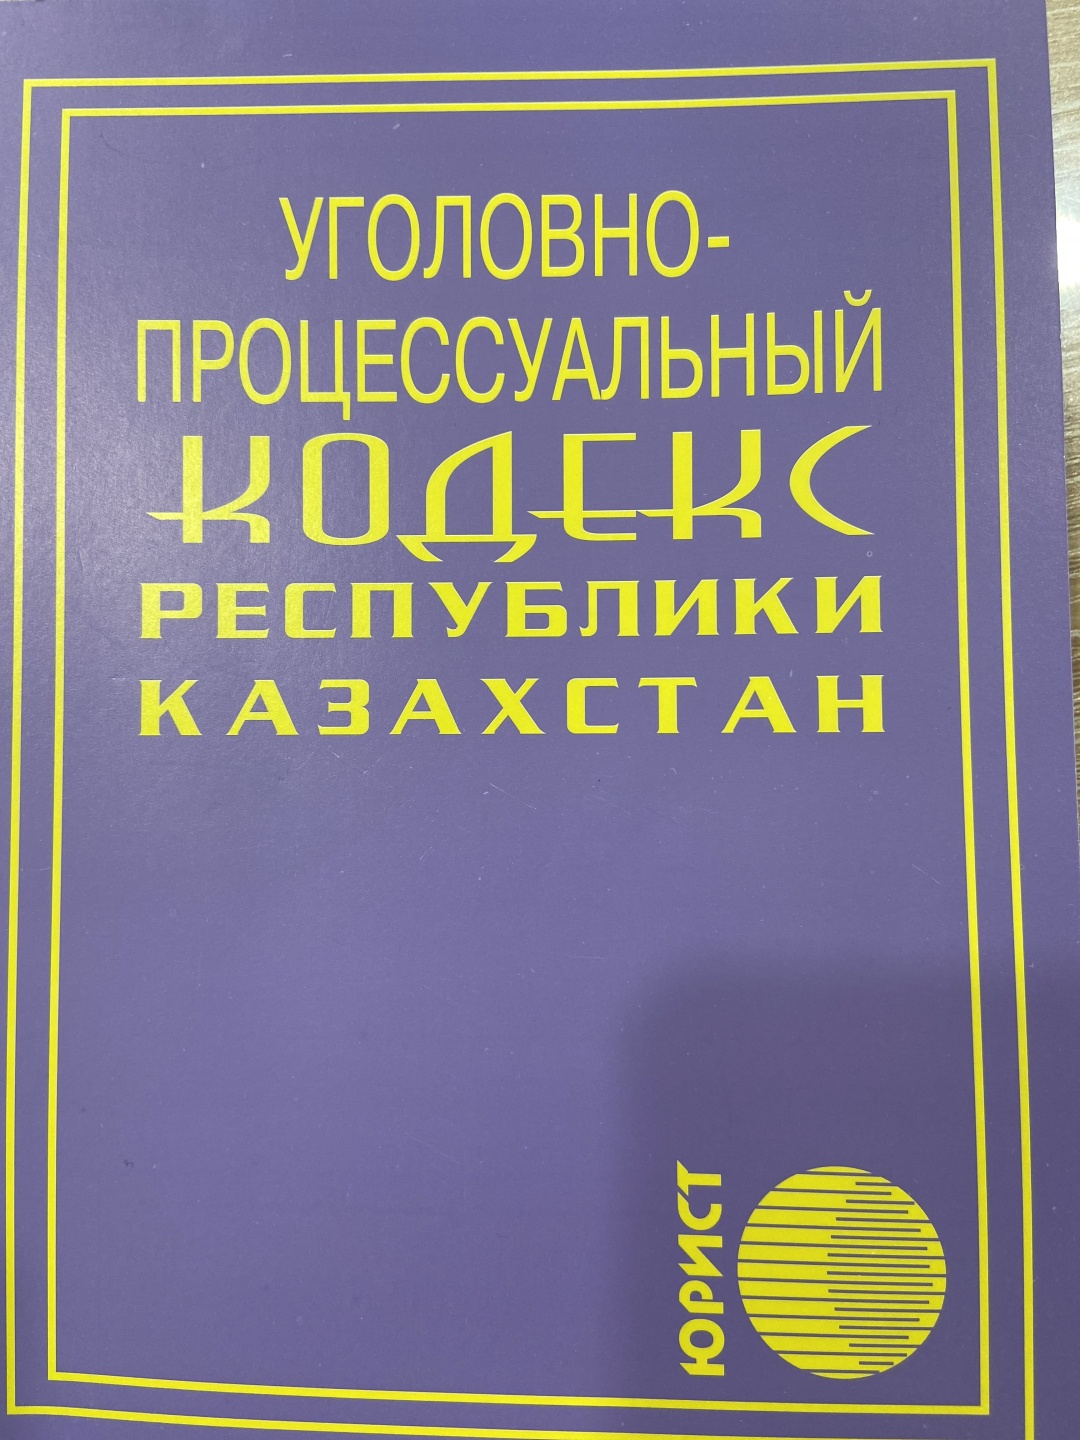 УГОЛОВНО-
ПРОЦЕССУАЛЬНЫЙ
КОДЕКС
РЕСПУБЛИКИ
КАЗАХСТАН
ЮРИСТ